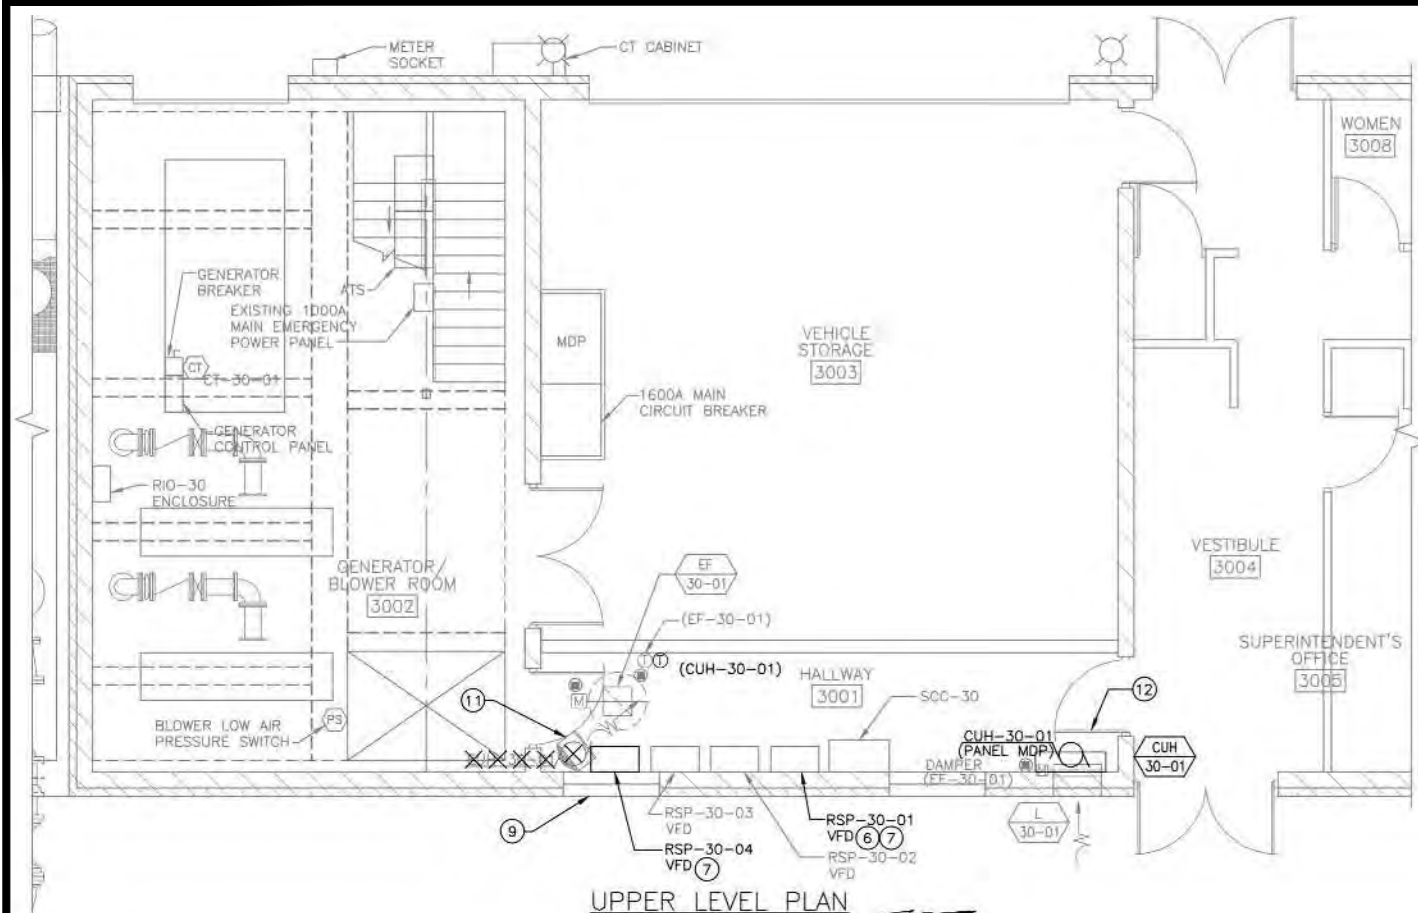 METER
SOCKET
CT CABINET
WOMEN
3008
GENERATOR
BREAKER
ATS
EXISTING 1000A
MAIN EMERGENCY
POWER PANEL
MDP
VEHICLE
STORAGE
3003
CT
CT-30-01
1600A MAIN
CIRCUIT BREAKER
GENERATOR
CONTROL PANEL
RIO-30
ENCLOSURE
VESTIBULE
3004
EF
30-01
GENERATOR/
BLOWER ROOM
3002
(EF-30-01)
SUPERINTENDENT'S
OFFICE
3005
T T
(CUH-30-01)
HALLWAY
3001
SCC-30
12
11
M
BLOWER LOW AIR
PRESSURE SWITCH
PS
CUH-30-01
(PANEL MDP)
CUH
30-01
DAMPER
(EF-30-01)
M
RSP-30-03
VFD
RSP-30-01
VFD 6 7
L
30-01
9
RSP-30-04
VFD 7
RSP-30-02
VFD
UPPER LEVEL PLAN